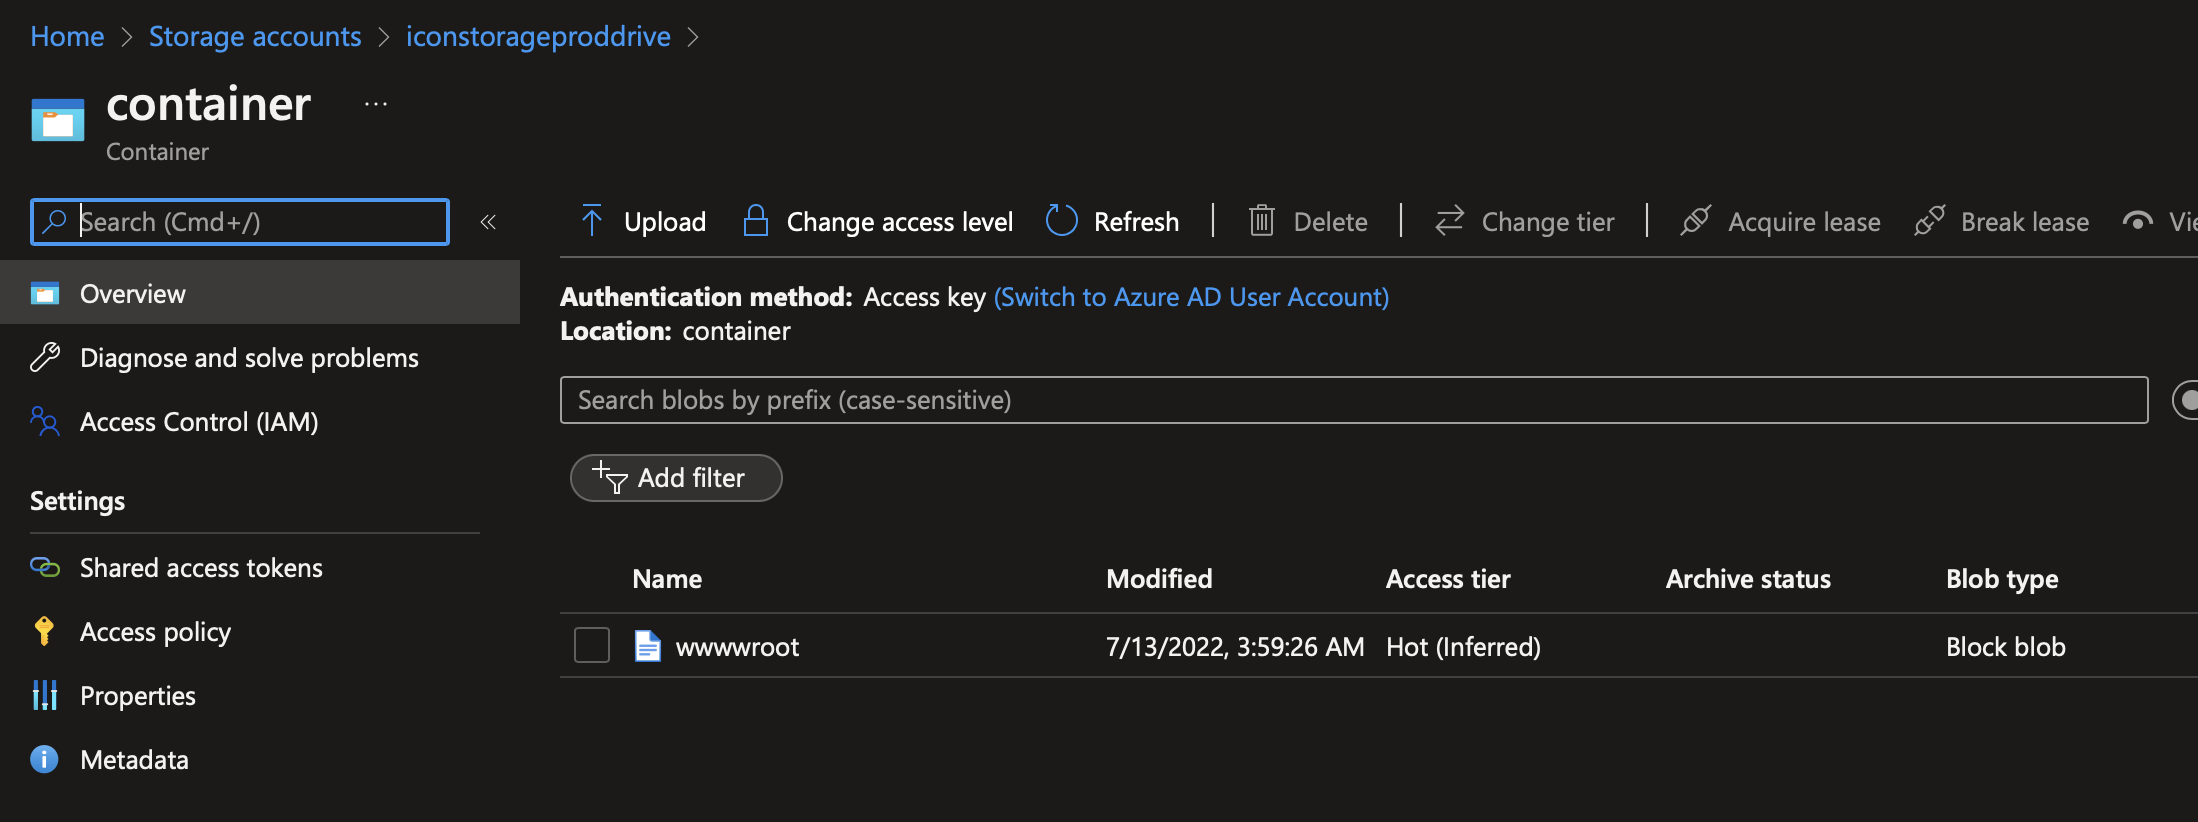 Home > Storage accounts > iconstorageproddrive >
container ...
Container
Search (Cmd+/) «
Upload Change access level Refresh | Delete | Change tier | Acquire lease Break lease Vie
Overview
Diagnose and solve problems
Access Control (IAM)
Settings
Shared access tokens
Access policy
Properties
Metadata
Authentication method: Access key (Switch to Azure AD User Account)
Location: container
Search blobs by prefix (case-sensitive)
Add filter
Name Modified Access tier Archive status Blob type
wwwwroot 7/13/2022, 3:59:26 AM Hot (Inferred) Block blob